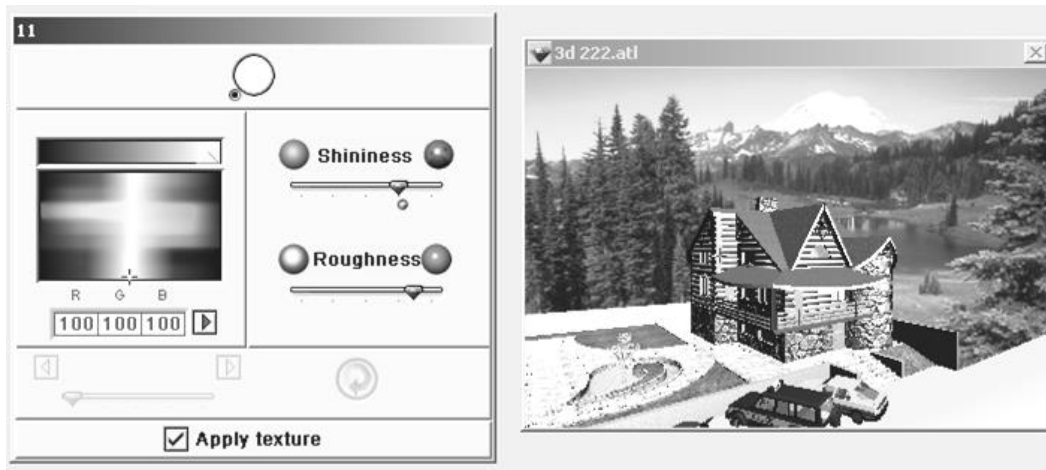 11
Shininess
Roughness
R G B
100 100 100
Apply texture
3d 222.atl